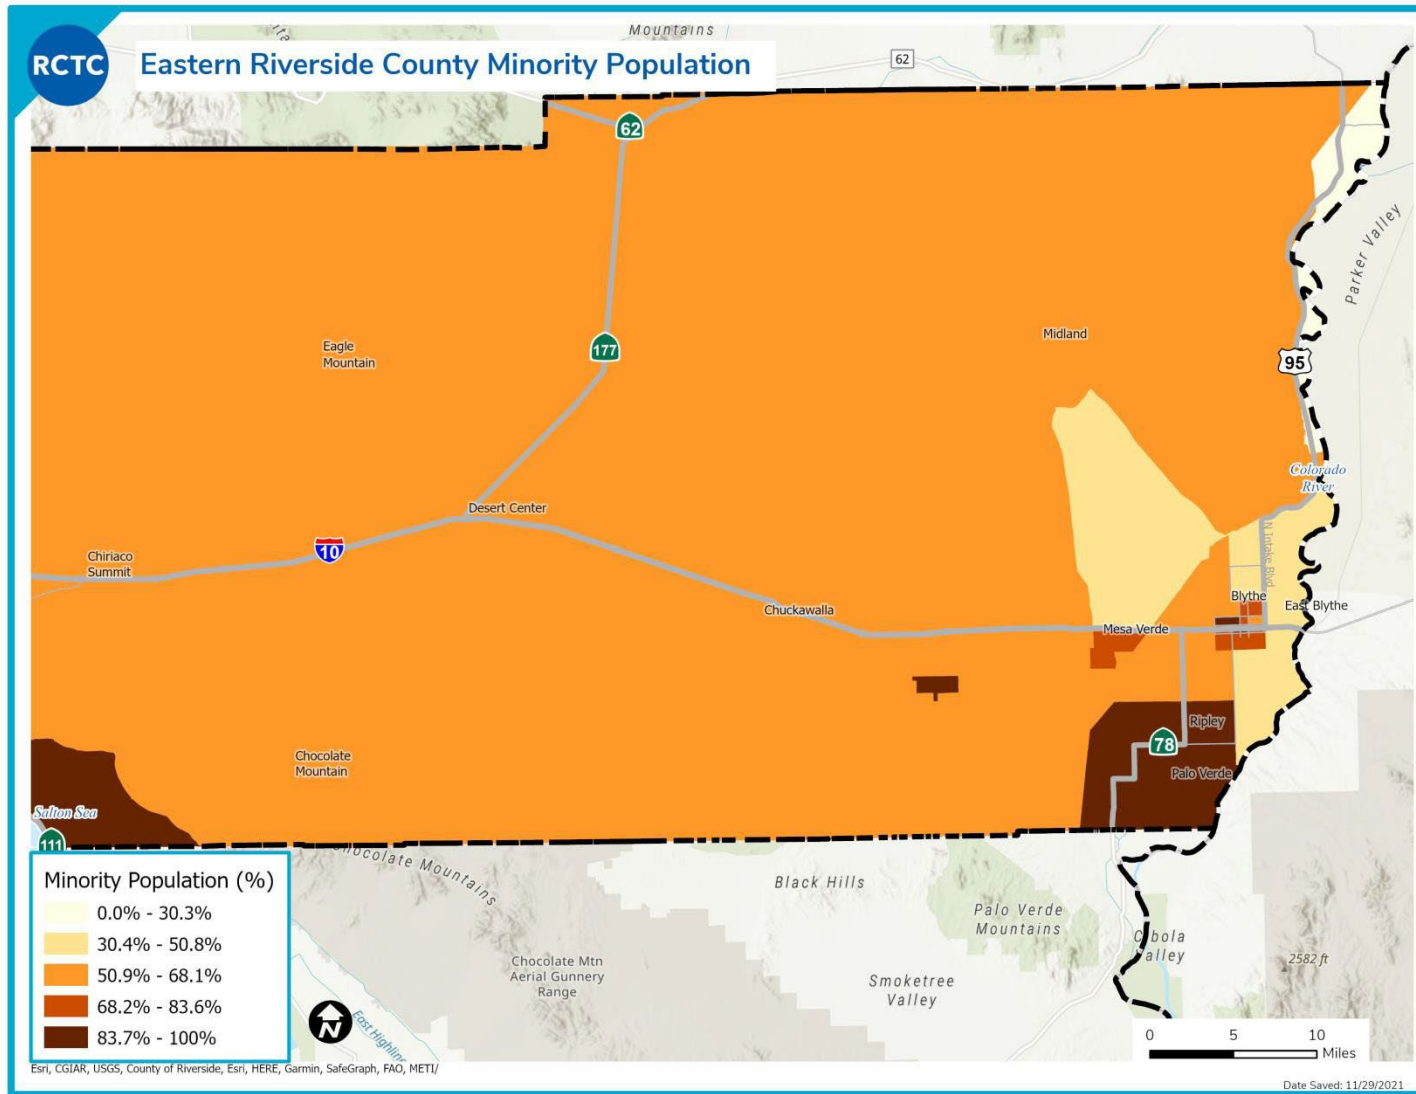 Mountains
RCTC
Eastern Riverside County Minority Population
62
62
Parker Valley
Eagle
Mountain
177
Midland
95
Colorado
River
Desert Center
N Intake Blvd
10
Chiriaco
Summit
Chuckawalla
Blythe
East Blythe
Mesa Verde
Ripley
78
Chocolate
Mountain
Palo Verde
Salton Sea
111
Chocolate Mountains
Minority Population (%)
0.0% - 30.3%
30.4% - 50.8%
50.9% - 68.1%
68.2% - 83.6%
83.7% - 100%
Black Hills
Palo Verde
Mountains
Chocolate Mtn
Aerial Gunnery
Range
Smoketree
Valley
2582 ft
N
East Highline
0 5 10
Miles
Esri, CGIAR, USGS, County of Riverside, Esri, HERE, Garmin, SafeGraph, FAO, METI/
Date Saved: 11/29/2021